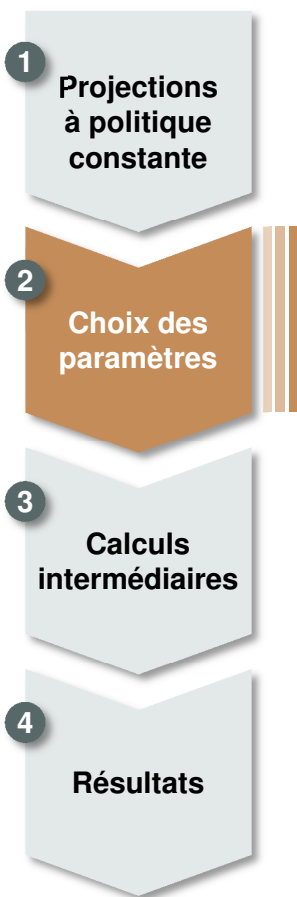 1
Projections
à politique
constante
2
Choix des
paramètres
3
Calculs
intermédiaires
4
Résultats